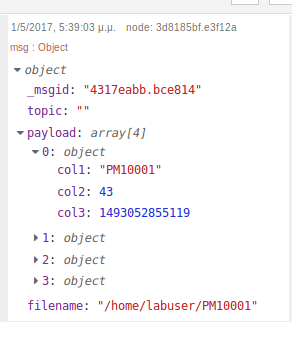 1/5/2017, 5:39:03 μ.μ. node: 3d8185bf.e3f12a
msg : Object
object
_msgid: "4317eabb.bce814"
topic: ""
payload: array[4]
0: object
col1: "PM10001"
col2: 43
col3: 1493052855119
1: object
2: object
3: object
filename: "/home/labuser/PM10001"